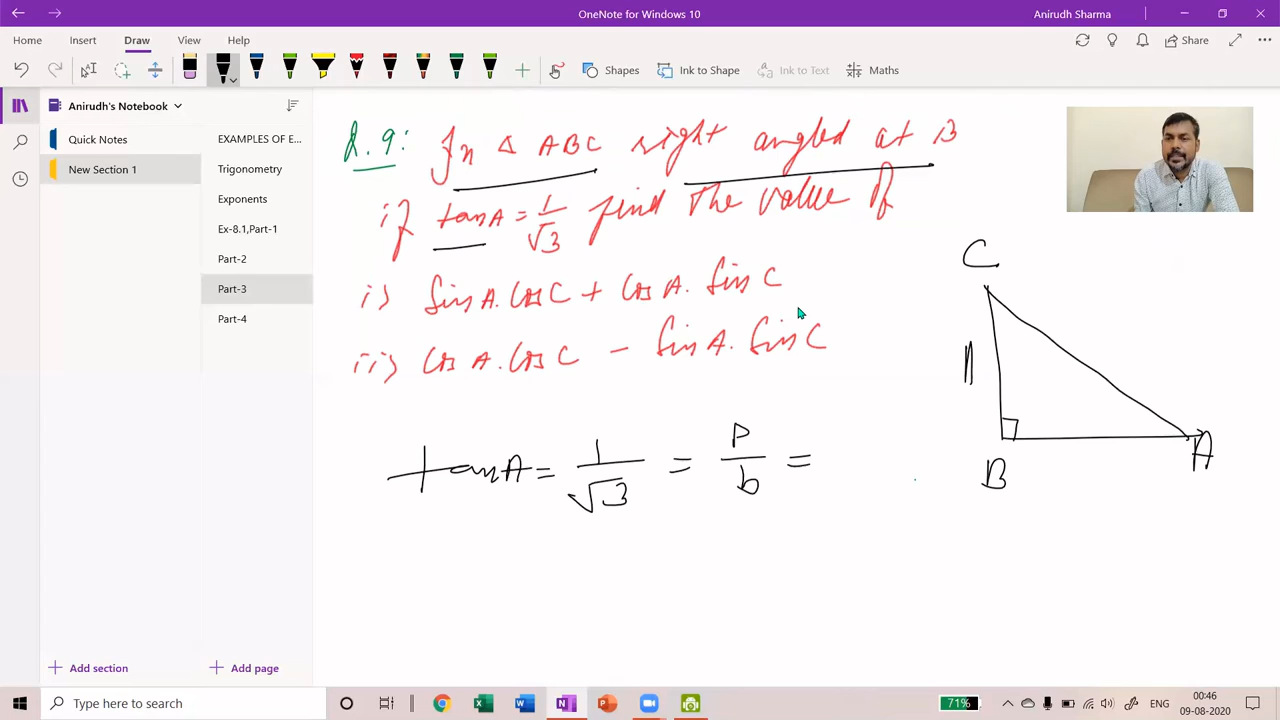 OneNote for Windows 10
Anirudh Sharma
Home Insert Draw View Help
Share
Shapes Ink to Shape Ink to Text Maths
Anirudh's Notebook
Quick Notes
New Section 1
EXAMPLES OF E...
Trigonometry
Exponents
Ex-8.1,Part-1
Part-2
Part-3
Part-4
Q.9: In Δ ABC right angled at B
if tanA = 1/√3 find the value of
i> SinA.CosC + CosA.SinC
ii> CosA.CosC - SinA.SinC
tanA = 1/√3 = P/b =
C
B
A
Add section
Add page
Type here to search
71%
ENG
00:46
09-08-2020